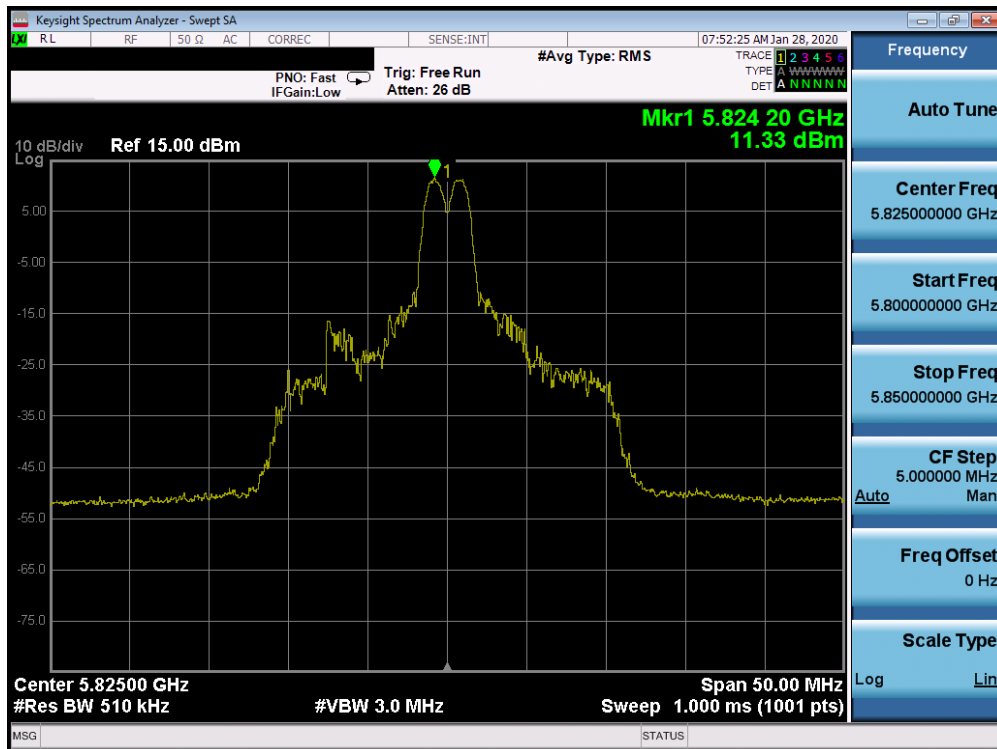 Keysight Spectrum Analyzer - Swept SA
LXI RL RF 50 Ω AC CORREC SENSE:INT 07:52:25 AM Jan 28, 2020
#Avg Type: RMS TRACE 1 2 3 4 5 6
PNO: Fast Trig: Free Run TYPE A WWWWW
IFGain:Low Atten: 26 dB DET A N N N N N
Mkr1 5.824 20 GHz
11.33 dBm
10 dB/div Ref 15.00 dBm
Log
1
5.00
-5.00
-15.0
-25.0
-35.0
-45.0
-55.0
-65.0
-75.0
Center 5.82500 GHz Span 50.00 MHz
#Res BW 510 kHz #VBW 3.0 MHz Sweep 1.000 ms (1001 pts)
MSG STATUS
Frequency
Auto Tune
Center Freq
5.825000000 GHz
Start Freq
5.800000000 GHz
Stop Freq
5.850000000 GHz
CF Step
5.000000 MHz
Auto Man
Freq Offset
0 Hz
Scale Type
Log Lin